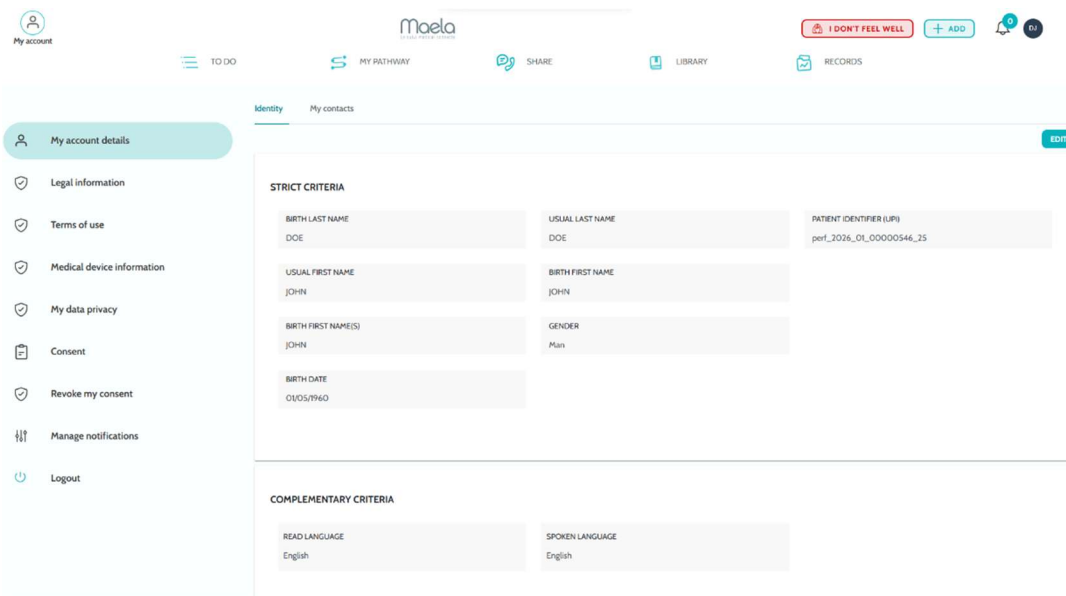 My account
Maela
I DON'T FEEL WELL
+ ADD
0
DJ
TO DO
MY PATHWAY
SHARE
LIBRARY
RECORDS
Identity
My contacts
EDIT
My account details
Legal information
Terms of use
Medical device information
My data privacy
Consent
Revoke my consent
Manage notifications
Logout
STRICT CRITERIA
BIRTH LAST NAME
DOE
USUAL LAST NAME
DOE
PATIENT IDENTIFIER (UPI)
perf_2026_01_00000546_25
USUAL FIRST NAME
JOHN
BIRTH FIRST NAME
JOHN
BIRTH FIRST NAME(S)
JOHN
GENDER
Man
BIRTH DATE
01/05/1960
COMPLEMENTARY CRITERIA
READ LANGUAGE
English
SPOKEN LANGUAGE
English